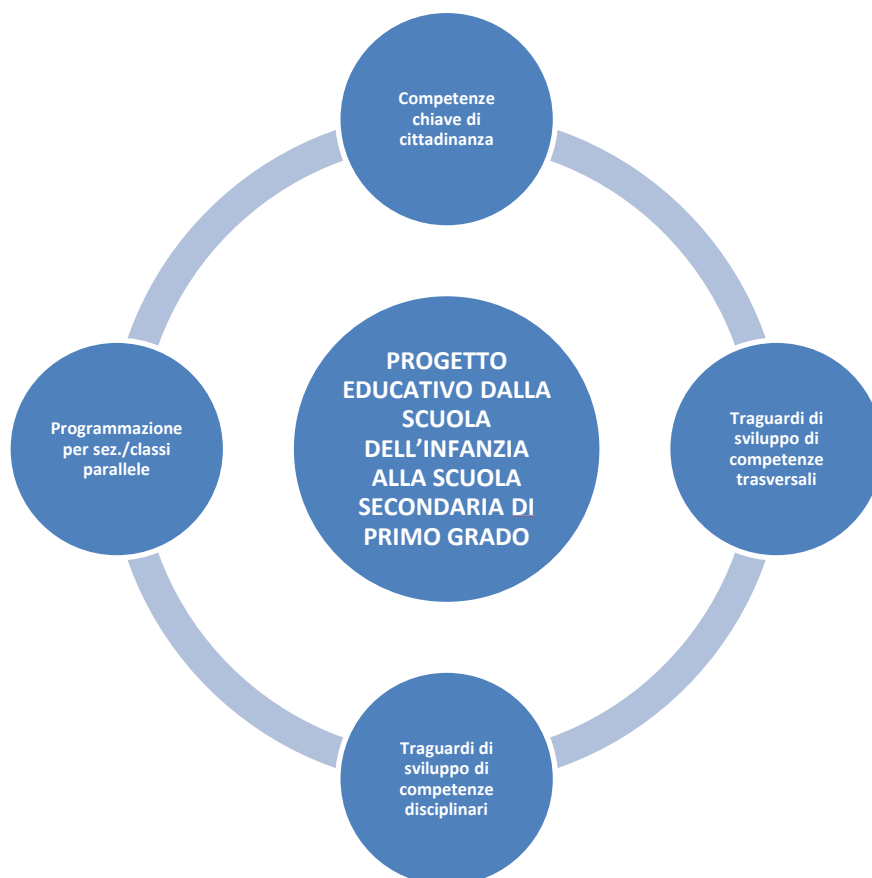 Competenze
chiave di
cittadinanza
PROGETTO
EDUCATIVO DALLA
SCUOLA
DELL’INFANZIA
ALLA SCUOLA
SECONDARIA DI
PRIMO GRADO
Programmazione
per sez./classi
parallele
Traguardi di
sviluppo di
competenze
trasversali
Traguardi di
sviluppo di
competenze
disciplinari